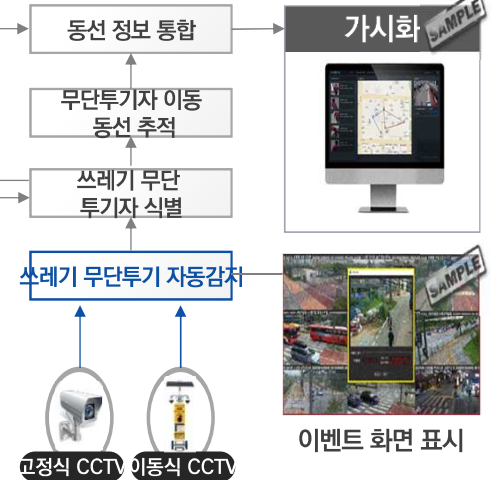 동선 정보 통합
가시화
SAMPLE
무단투기자 이동
동선 추적
쓰레기 무단
투기자 식별
쓰레기 무단투기 자동감지
SAMPLE
이벤트 화면 표시
고정식 CCTV
이동식 CCTV